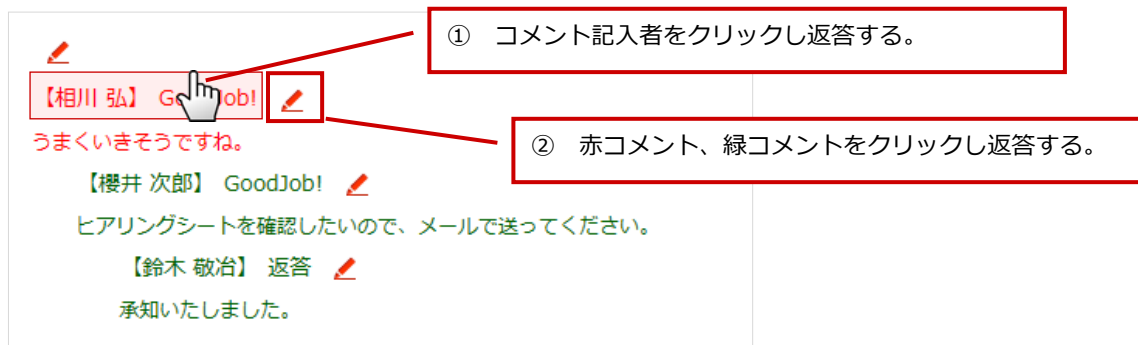 ① コメント記入者をクリックし返答する。
【相川 弘】 GoodJob!
うまくいきそうですね。
② 赤コメント、緑コメントをクリックし返答する。
【櫻井 次郎】 GoodJob!
ヒアリングシートを確認したいので、メールで送ってください。
【鈴木 敬冶】 返答
承知いたしました。